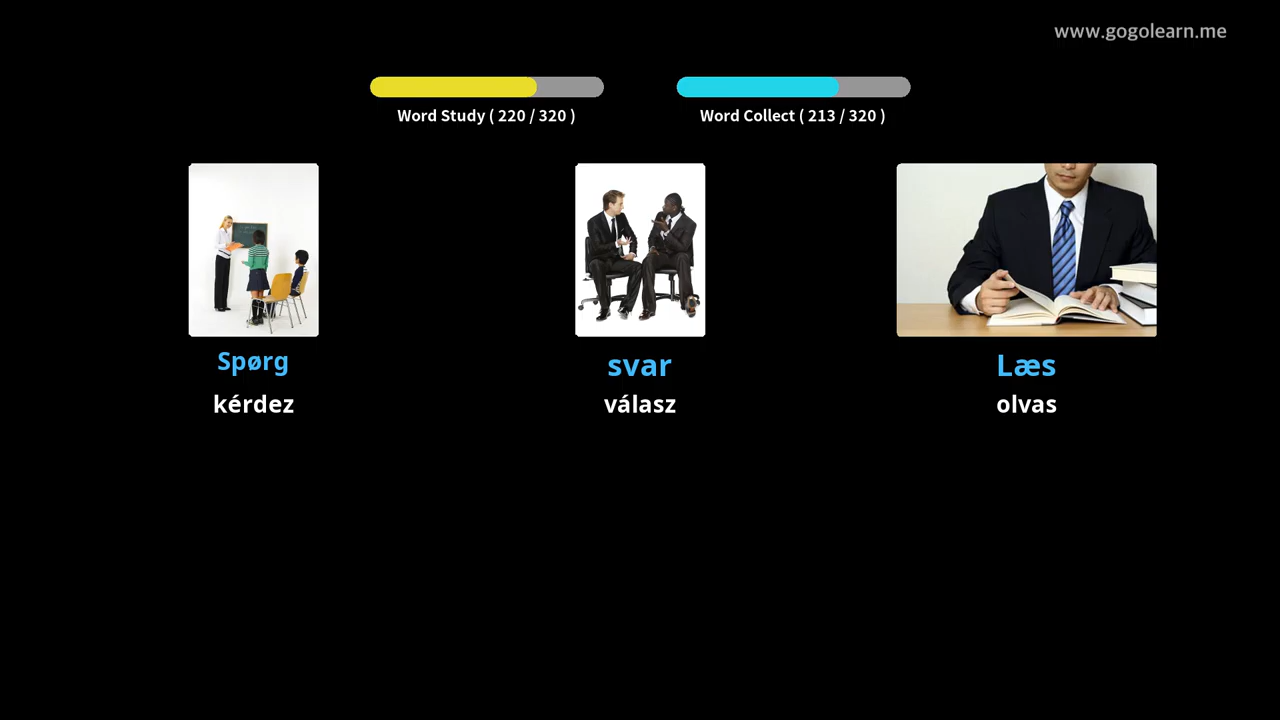 www.gogolearn.me
Word Study ( 220 / 320 )
Word Collect ( 213 / 320 )
Spørg
svar
Læs
kérdez
válasz
olvas